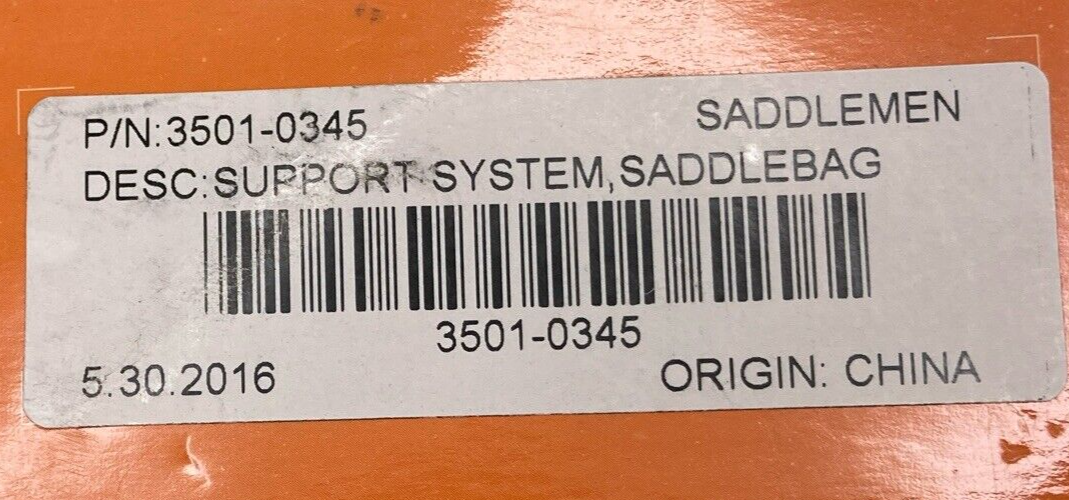 P/N:3501-0345 SADDLEMEN
DESC:SUPPORT SYSTEM,SADDLEBAG
3501-0345
5.30.2016 ORIGIN: CHINA